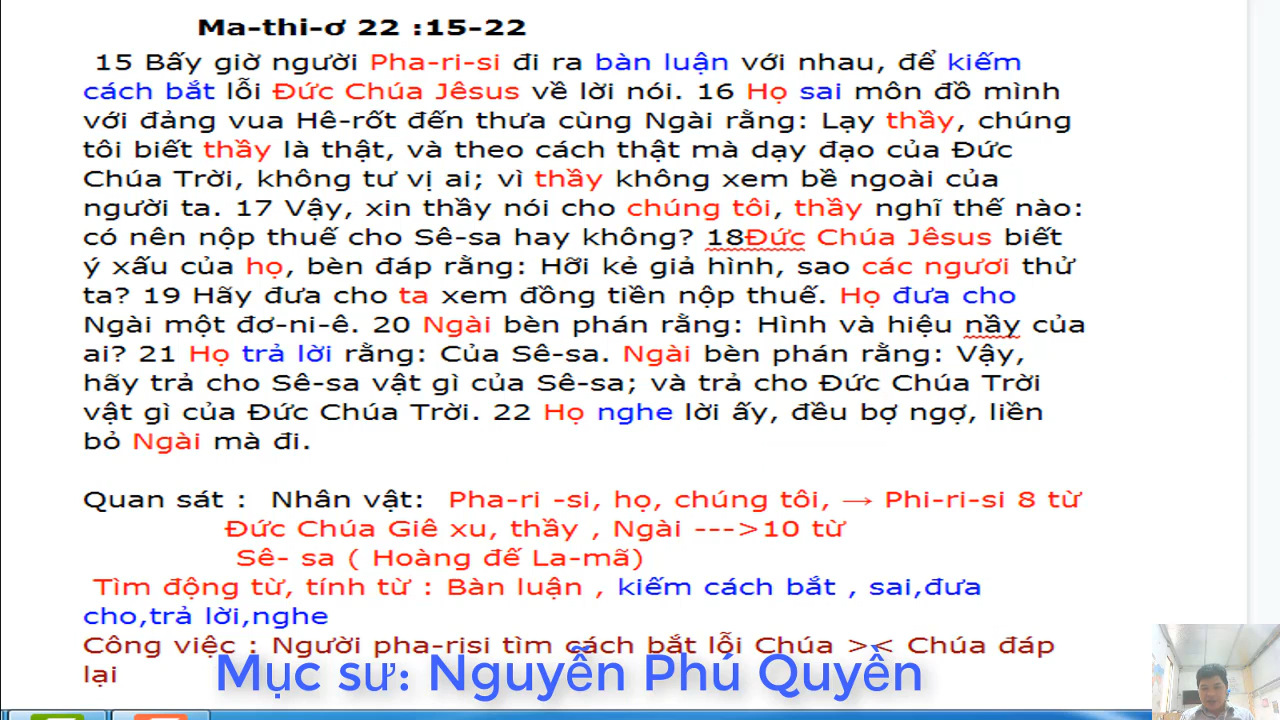 Ma-thi-ơ 22 :15-22
15 Bấy giờ người Pha-ri-si đi ra bàn luận với nhau, để kiếm
cách bắt lỗi Đức Chúa Jêsus về lời nói. 16 Họ sai môn đồ mình
với đảng vua Hê-rốt đến thưa cùng Ngài rằng: Lạy thầy, chúng
tôi biết thầy là thật, và theo cách thật mà dạy đạo của Đức
Chúa Trời, không tư vị ai; vì thầy không xem bề ngoài của
người ta. 17 Vậy, xin thầy nói cho chúng tôi, thầy nghĩ thế nào:
có nên nộp thuế cho Sê-sa hay không? 18Đức Chúa Jêsus biết
ý xấu của họ, bèn đáp rằng: Hỡi kẻ giả hình, sao các ngươi thử
ta? 19 Hãy đưa cho ta xem đồng tiền nộp thuế. Họ đưa cho
Ngài một đơ-ni-ê. 20 Ngài bèn phán rằng: Hình và hiệu nầy của
ai? 21 Họ trả lời rằng: Của Sê-sa. Ngài bèn phán rằng: Vậy,
hãy trả cho Sê-sa vật gì của Sê-sa; và trả cho Đức Chúa Trời
vật gì của Đức Chúa Trời. 22 Họ nghe lời ấy, đều bợ ngợ, liền
bỏ Ngài mà đi.
Quan sát : Nhân vật: Pha-ri -si, họ, chúng tôi, → Phi-ri-si 8 từ
Đức Chúa Giê xu, thầy , Ngài --->10 từ
Sê- sa ( Hoàng đế La-mã)
Tìm động từ, tính từ : Bàn luận , kiếm cách bắt , sai,đưa
cho,trả lời,nghe
Công việc : Người pha-risi tìm cách bắt lỗi Chúa >< Chúa đáp
lại
Mục sư: Nguyễn Phú Quyền